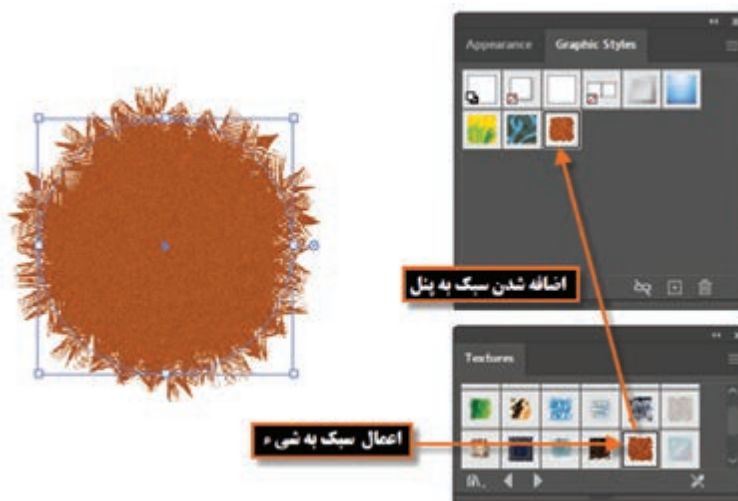 Appearance Graphic Styles
اضافه شدن سبک به پنل
Textures
اعمال سبک به شیء